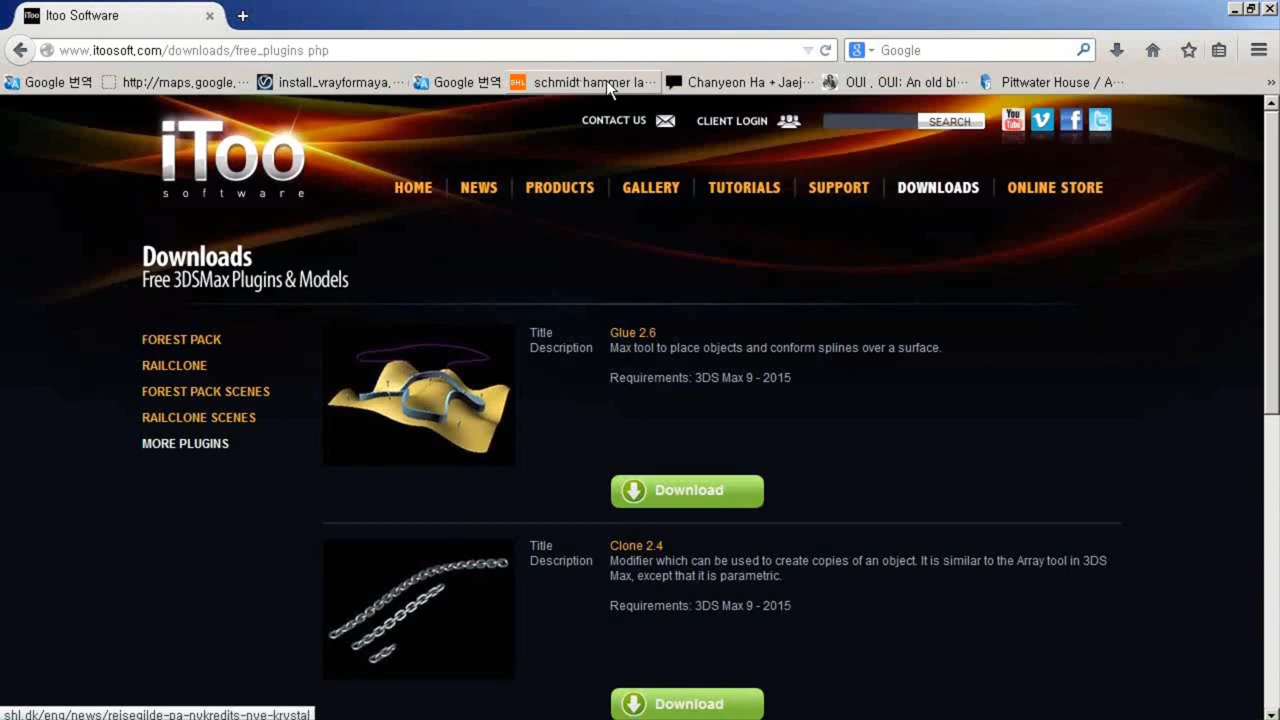 iToo
Itoo Software
www.itoosoft.com/downloads/free_plugins php
Google
Google 번역
http://maps.google, ...
install_vrayformaya, ...
Google 번역
SHL
schmidt hammer la...
Chanyeon Ha + Jaej...
OUI , OUI: An old bl...
Pittwater House / A...
»
iToo
software
CONTACT US
CLIENT LOGIN
SEARCH
You Tube
HOME
NEWS
PRODUCTS
GALLERY
TUTORIALS
SUPPORT
DOWNLOADS
ONLINE STORE
Downloads
Free 3DSMax Plugins & Models
FOREST PACK
RAILCLONE
FOREST PACK SCENES
RAILCLONE SCENES
MORE PLUGINS
Title Glue 2.6
Description Max tool to place objects and conform splines over a surface.
Requirements: 3DS Max 9 - 2015
Download
Title Clone 2.4
Description Modifier which can be used to create copies of an object. It is similar to the Array tool in 3DS
Max, except that it is parametric.
Requirements: 3DS Max 9 - 2015
Download
shl.dk/eng/news/rejsegilde-pa-nykredits-nye-krystal